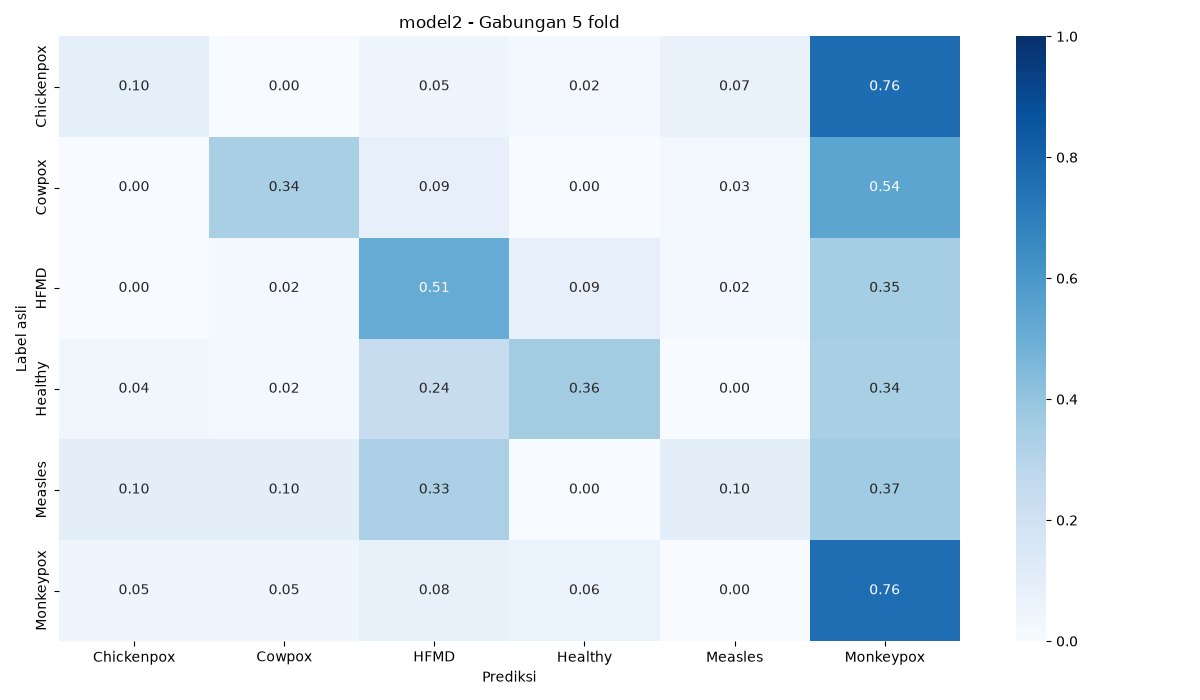 model2 - Gabungan 5 fold
Label asli
Chickenpox 0.10 0.00 0.05 0.02 0.07 0.76
Cowpox 0.00 0.34 0.09 0.00 0.03 0.54
HFMD 0.00 0.02 0.51 0.09 0.02 0.35
Healthy 0.04 0.02 0.24 0.36 0.00 0.34
Measles 0.10 0.10 0.33 0.00 0.10 0.37
Monkeypox 0.05 0.05 0.08 0.06 0.00 0.76
Chickenpox Cowpox HFMD Healthy Measles Monkeypox
Prediksi
1.0
0.8
0.6
0.4
0.2
0.0